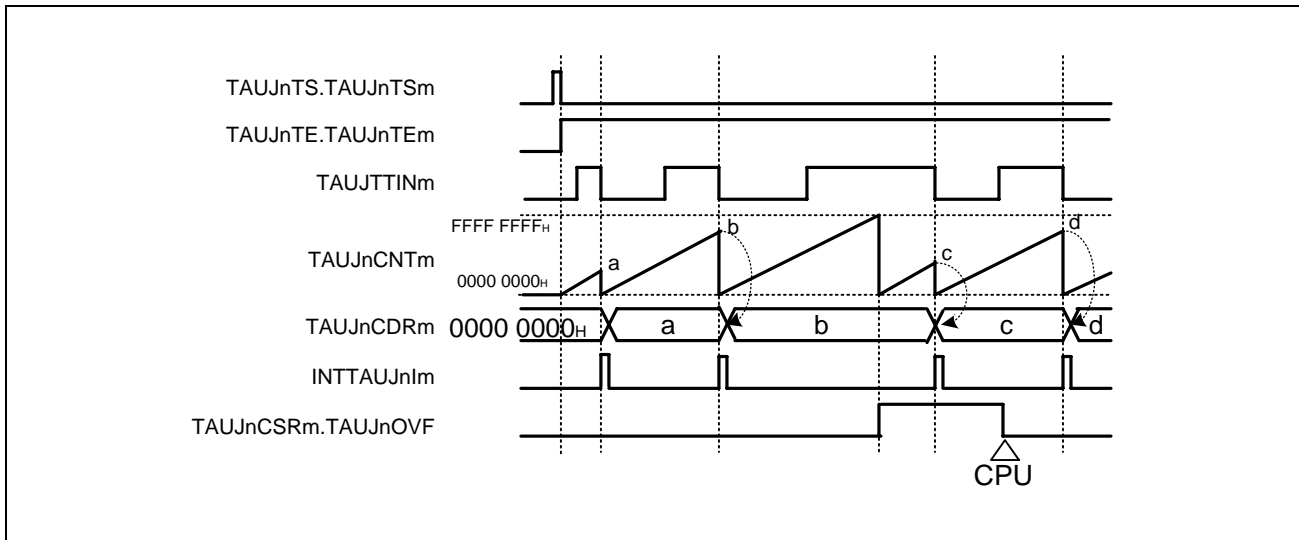 TAUJnTS.TAUJnTSm
TAUJnTE.TAUJnTEm
TAUJTTINm
FFFF FFFFH
TAUJnCNTm
0000 0000H
a
b
c
d
TAUJnCDRm
0000 0000H
a
b
c
d
INTTAUJnIm
TAUJnCSRm.TAUJnOVF
CPU